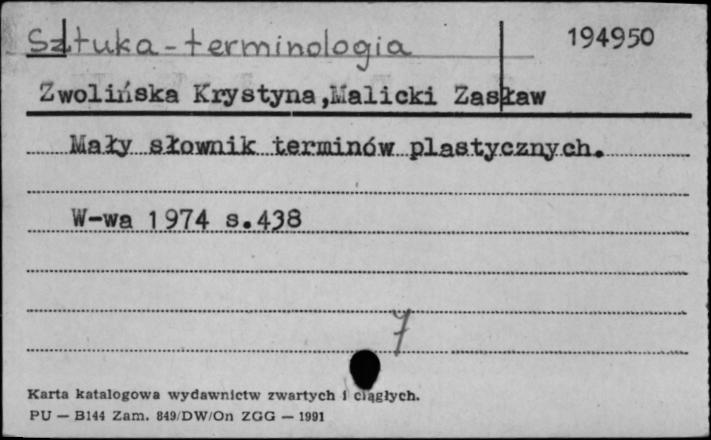 Sztuka - terminologia 194950
Zwolińska Krystyna,Malicki Zasław
Mały słownik terminów plastycznych.
W-wa 1974 s.438
7
Karta katalogowa wydawnictw zwartych i ciągłych.
PU — B144 Zam. 849/DW/On ZGG — 1991